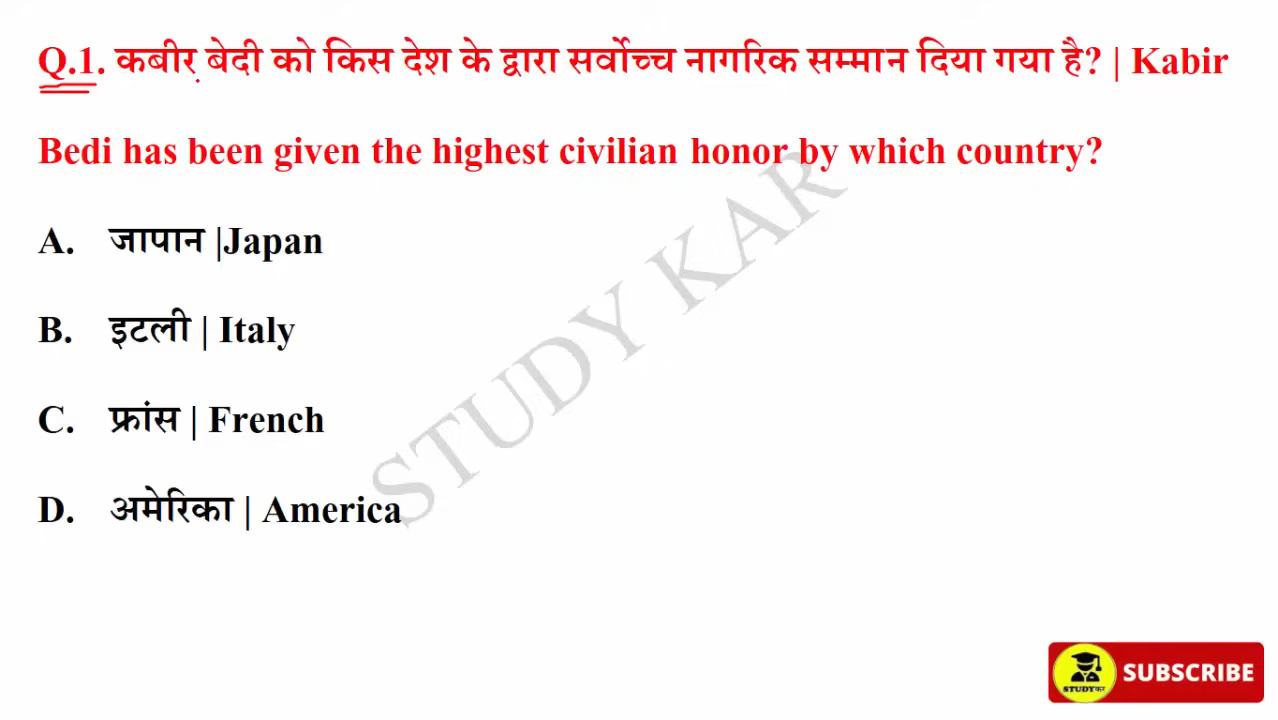 Q.1. कबीर बेदी को किस देश के द्वारा सर्वोच्च नागरिक सम्मान दिया गया है? | Kabir
Bedi has been given the highest civilian honor by which country?
A. जापान |Japan
B. इटली | Italy
C. फ्रांस | French
D. अमेरिका | America
STUDY KAR
STUDYकर
SUBSCRIBE